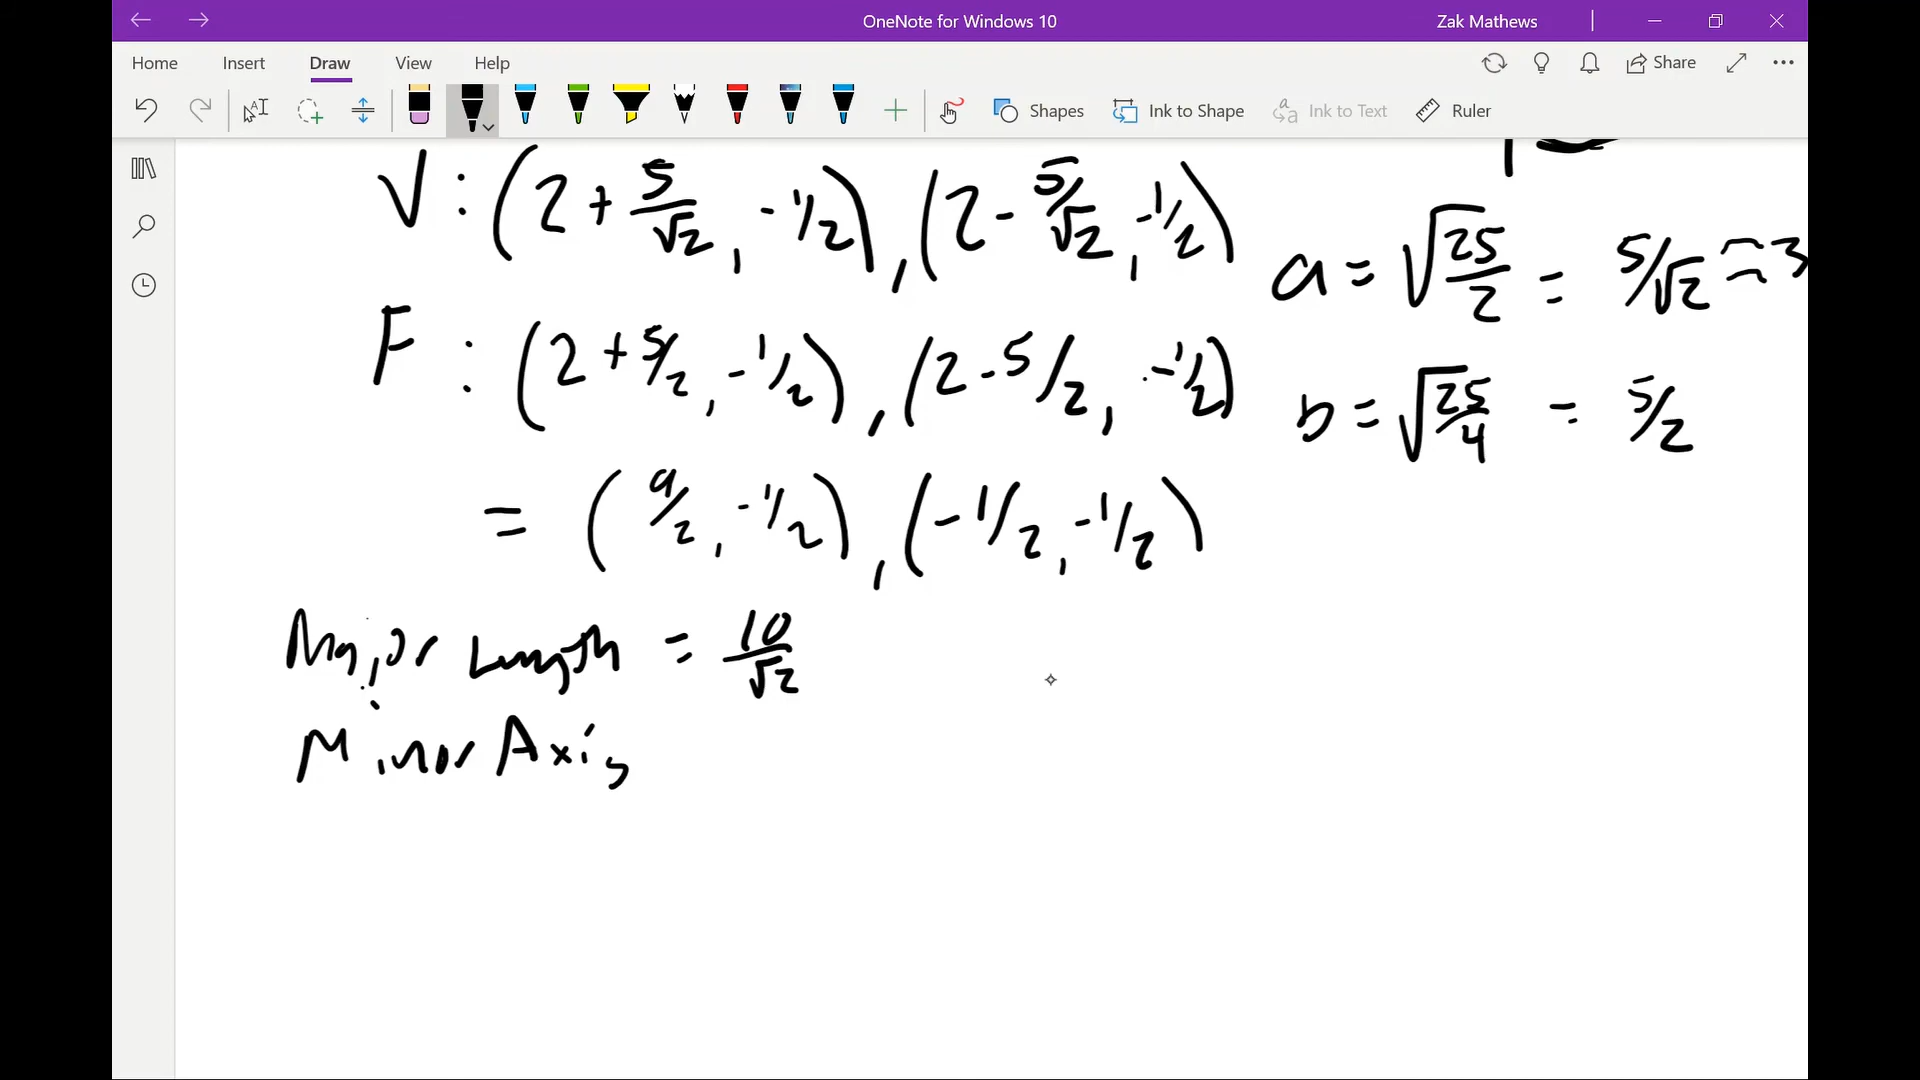 OneNote for Windows 10
Zak Mathews
Home Insert Draw View Help
Share
Shapes Ink to Shape Ink to Text Ruler
V : (2 + 5/√2, -1/2), (2 - 5/√2, -1/2)
a = √25/2 = 5/√2 ≈ 3
F : (2 + 5/2, -1/2), (2 - 5/2, -1/2)
b = √25/4 = 5/2
= (9/2, -1/2), (-1/2, -1/2)
Major Length = 10/√2
Minor Axis